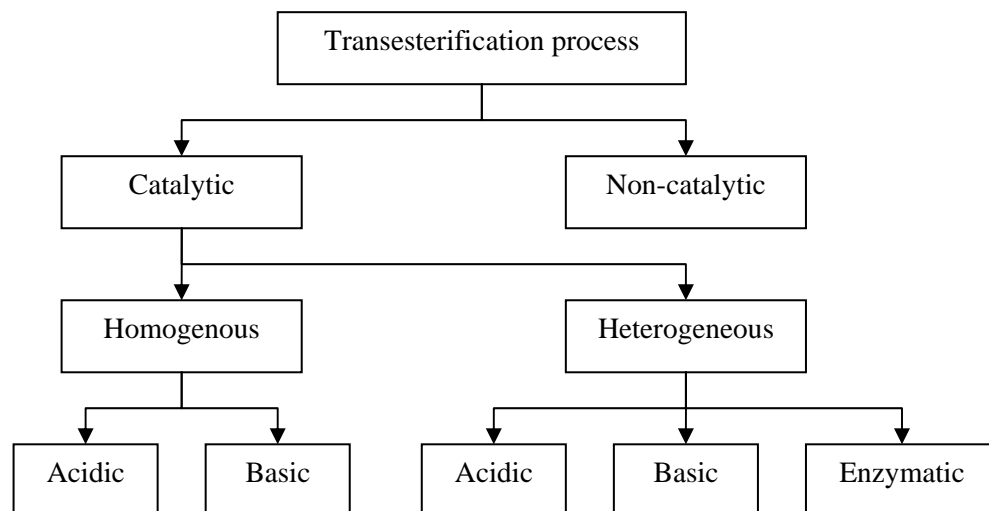 Transesterification process
Catalytic
Non-catalytic
Homogenous
Heterogeneous
Acidic
Basic
Acidic
Basic
Enzymatic